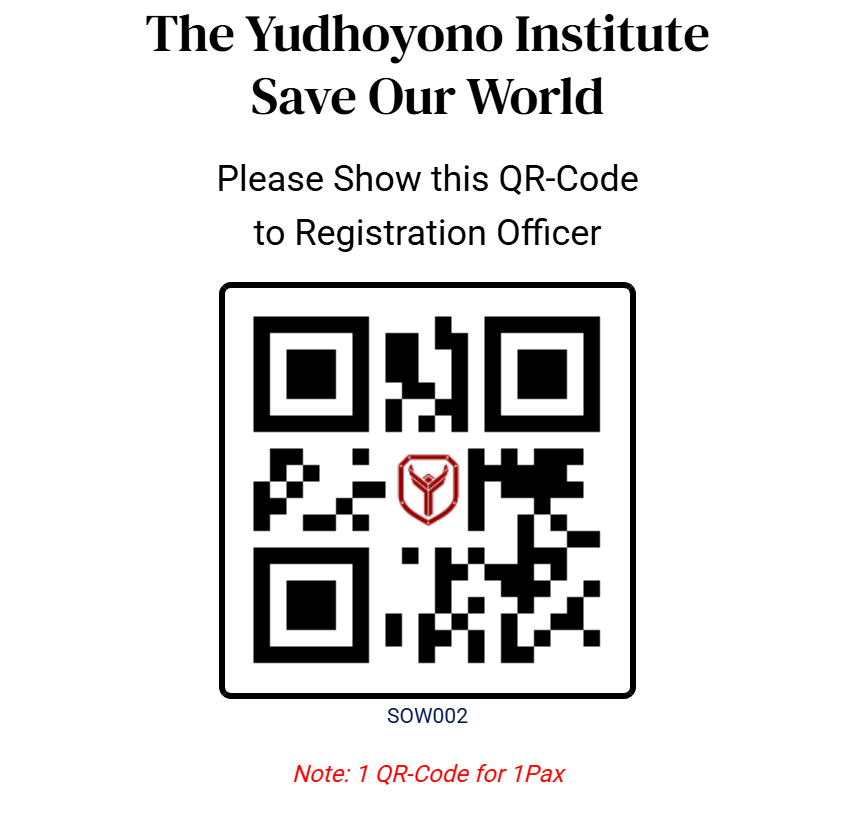 The Yudhoyono Institute
Save Our World
Please Show this QR-Code
to Registration Officer
SOW002
Note: 1 QR-Code for 1Pax